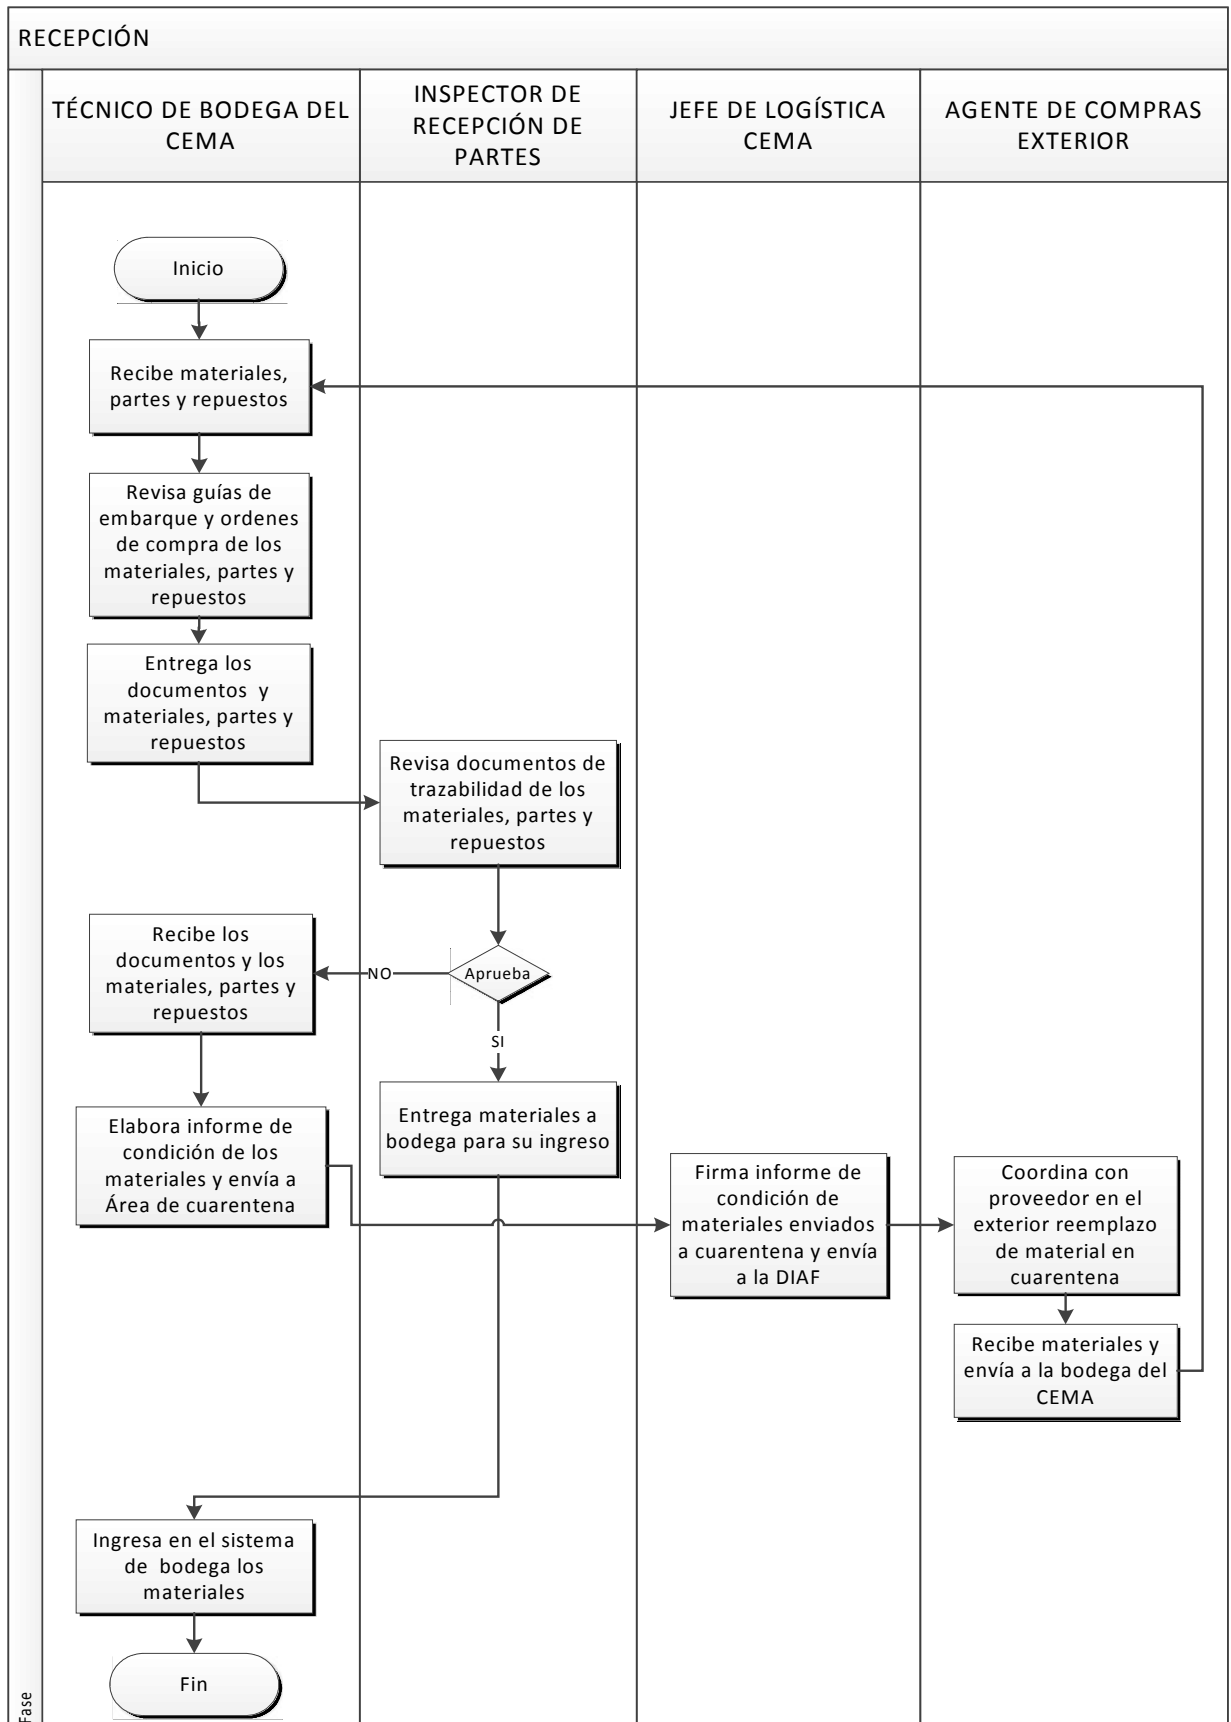 RECEPCIÓN
TÉCNICO DE BODEGA DEL
CEMA
INSPECTOR DE
RECEPCIÓN DE
PARTES
JEFE DE LOGÍSTICA
CEMA
AGENTE DE COMPRAS
EXTERIOR
Inicio
Recibe materiales,
partes y repuestos
Revisa guías de
embarque y ordenes
de compra de los
materiales, partes y
repuestos
Entrega los
documentos y
materiales, partes y
repuestos
Revisa documentos de
trazabilidad de los
materiales, partes y
repuestos
Aprueba
NO
SI
Recibe los
documentos y los
materiales, partes y
repuestos
Elabora informe de
condición de los
materiales y envía a
Área de cuarentena
Entrega materiales a
bodega para su ingreso
Firma informe de
condición de
materiales enviados
a cuarentena y envía
a la DIAF
Coordina con
proveedor en el
exterior reemplazo
de material en
cuarentena
Recibe materiales y
envía a la bodega del
CEMA
Ingresa en el sistema
de bodega los
materiales
Fin
Fase